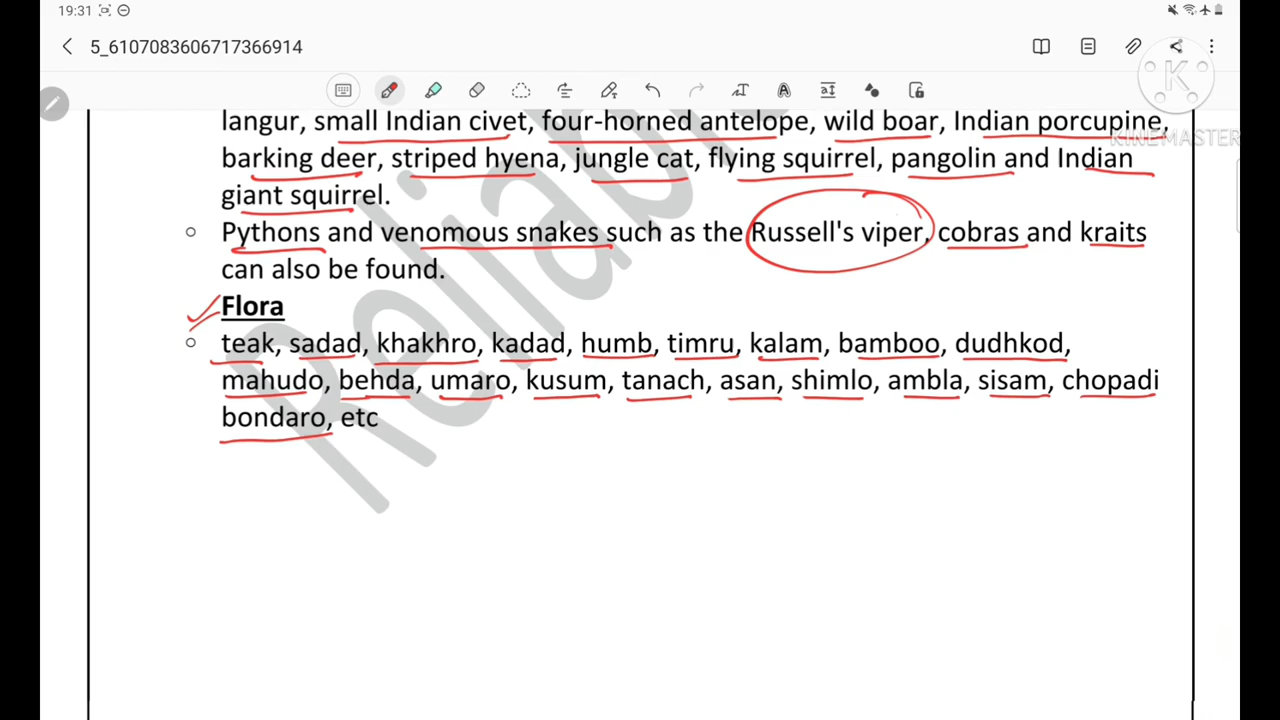 19:31
5_6107083606717366914
KINEMASTER
langur, small Indian civet, four-horned antelope, wild boar, Indian porcupine,
barking deer, striped hyena, jungle cat, flying squirrel, pangolin and Indian
giant squirrel.
Pythons and venomous snakes such as the Russell's viper, cobras and kraits
can also be found.
Flora
teak, sadad, khakhro, kadad, humb, timru, kalam, bamboo, dudhkod,
mahudo, behda, umaro, kusum, tanach, asan, shimlo, ambla, sisam, chopadi
bondaro, etc